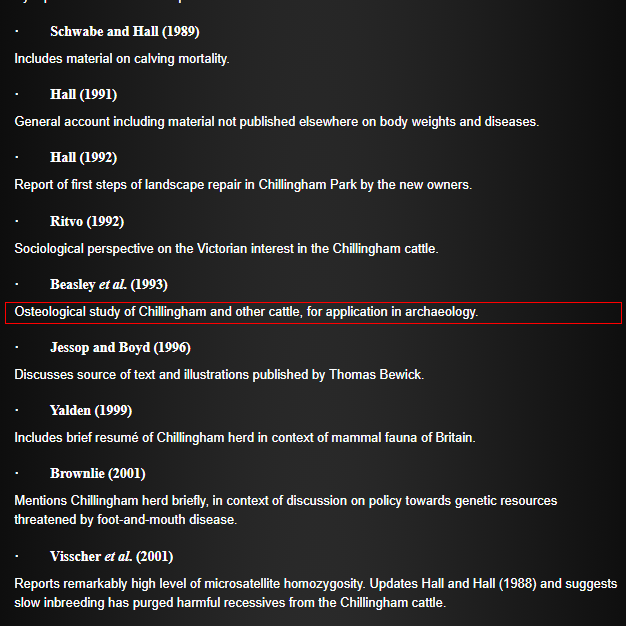 · Schwabe and Hall (1989)
Includes material on calving mortality.
· Hall (1991)
General account including material not published elsewhere on body weights and diseases.
· Hall (1992)
Report of first steps of landscape repair in Chillingham Park by the new owners.
· Ritvo (1992)
Sociological perspective on the Victorian interest in the Chillingham cattle.
· Beasley et al. (1993)
Osteological study of Chillingham and other cattle, for application in archaeology.
· Jessop and Boyd (1996)
Discusses source of text and illustrations published by Thomas Bewick.
· Yalden (1999)
Includes brief resumé of Chillingham herd in context of mammal fauna of Britain.
· Brownlie (2001)
Mentions Chillingham herd briefly, in context of discussion on policy towards genetic resources
threatened by foot-and-mouth disease.
· Visscher et al. (2001)
Reports remarkably high level of microsatellite homozygosity. Updates Hall and Hall (1988) and suggests
slow inbreeding has purged harmful recessives from the Chillingham cattle.